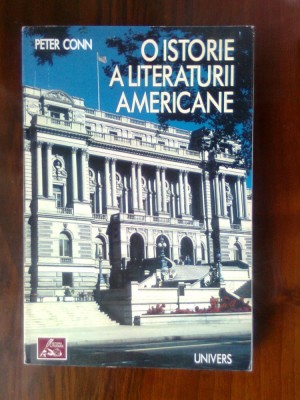 PETER CONN
O ISTORIE
A LITERATURII
AMERICANE
UNIVERS